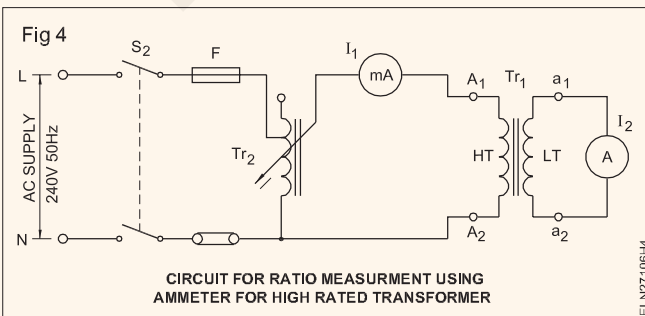 Fig 4
S2
F
I1
mA
A1
Tr1
a1
I2
L
AC SUPPLY
240V 50Hz
Tr2
HT
LT
A
N
A2
a2
CIRCUIT FOR RATIO MEASURMENT USING
AMMETER FOR HIGH RATED TRANSFORMER
ELN27106H4